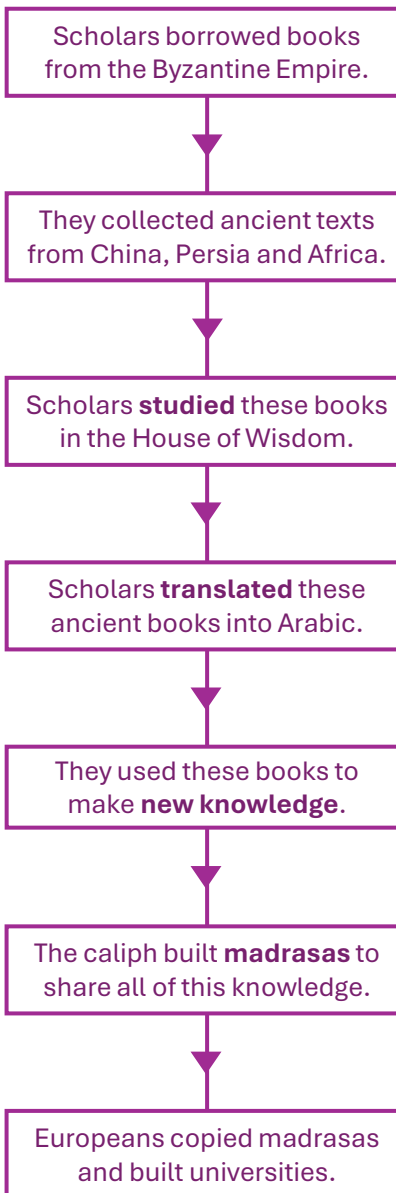 Scholars borrowed books
from the Byzantine Empire.
They collected ancient texts
from China, Persia and Africa.
Scholars studied these books
in the House of Wisdom.
Scholars translated these
ancient books into Arabic.
They used these books to
make new knowledge.
The caliph built madrasas to
share all of this knowledge.
Europeans copied madrasas
and built universities.